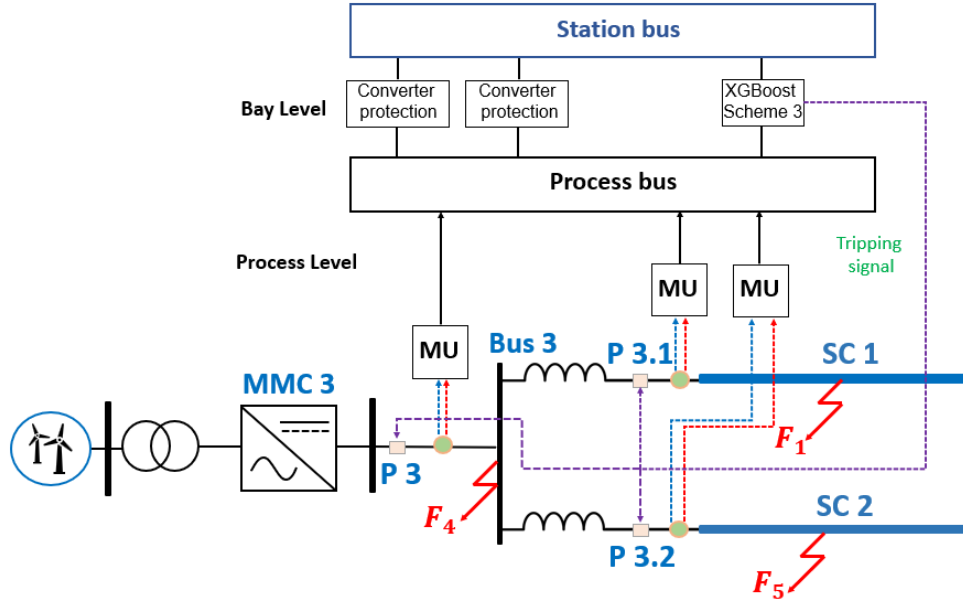 Station bus
Bay Level
Converter
protection
Converter
protection
XGBoost
Scheme 3
Process bus
Process Level
Tripping
signal
MU
MU
MU
Bus 3
P 3.1
SC 1
MMC 3
F1
P 3
F4
SC 2
P 3.2
F5